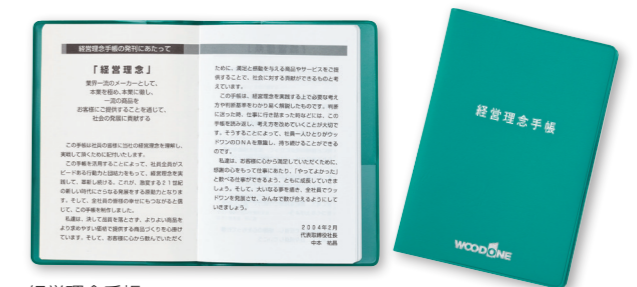 経営理念手帳の発刊にあたって
「経営理念」
業界一流のメーカーとして、
本業を極め、本業に徹し、
一流の商品を
お客様にご提供することを通じて、
社会の発展に貢献する
この手帳は社員の皆様に当社の経営理念を理解し、
実践して頂くために配付いたします。
この手帳を活用することによって、社員全員がス
ピードある行動力と団結力をもって、経営理念を実
践して、革新し続ける。これが、激変する21世紀
の新しい時代にさらなる発展をする原動力となりま
す。そして、全社員の皆様の幸せにもつながると信
じて、この手帳を制作しました。
私達は、決して品質を落とさず、よりよい商品を
より求めやすい価格で提供する商品づくりを心掛け
ています。そして、お客様に心から歓んでいただく
ために、満足と感動を与える商品やサービスをご提
供することで、社会に対する貢献ができるものと考
えています。
この手帳は、経営理念を実践する上で必要な考え
方や判断基準をわかり易く解説したものです。判断
に迷った時、仕事に行き詰まった時などには、この
手帳を読み返し、考え方を改めていくことが大切で
す。そうすることによって、社員一人ひとりがウッ
ドワンのDNAを意識し、持ち続けることができる
のです。
私達は、お客様に心から満足していただくために、
感謝の心をもって仕事にあたり、「やってよかった」
と歓べる仕事ができるよう、ともに成長していきま
しょう。そして、大いなる夢を描き、全社員でウッ
ドワンを発展させ、みんなで歓び合えるようにして
いきましょう。
2004年2月
代表取締役社長
中本 祐昌
経営理念手帳
WOODONE